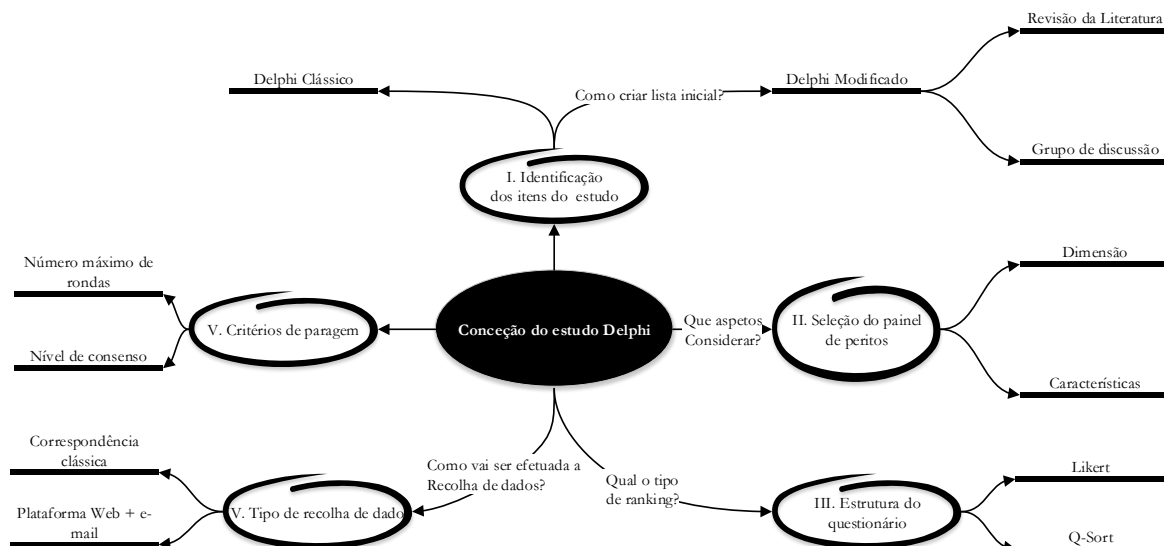 Revisão da Literatura
Delphi Clássico
Delphi Modificado
Como criar lista inicial?
Grupo de discussão
I. Identificação
dos itens do estudo
Número máximo de
rondas
Dimensão
V. Critérios de paragem
Conceção do estudo Delphi
Que aspetos
Considerar?
II. Seleção do painel
de peritos
Nível de consenso
Características
Correspondência
clássica
Como vai ser efetuada a
Recolha de dados?
Qual o tipo
de ranking?
Likert
V. Tipo de recolha de dado
III. Estrutura do
questionário
Plataforma Web + e-
mail
Q-Sort